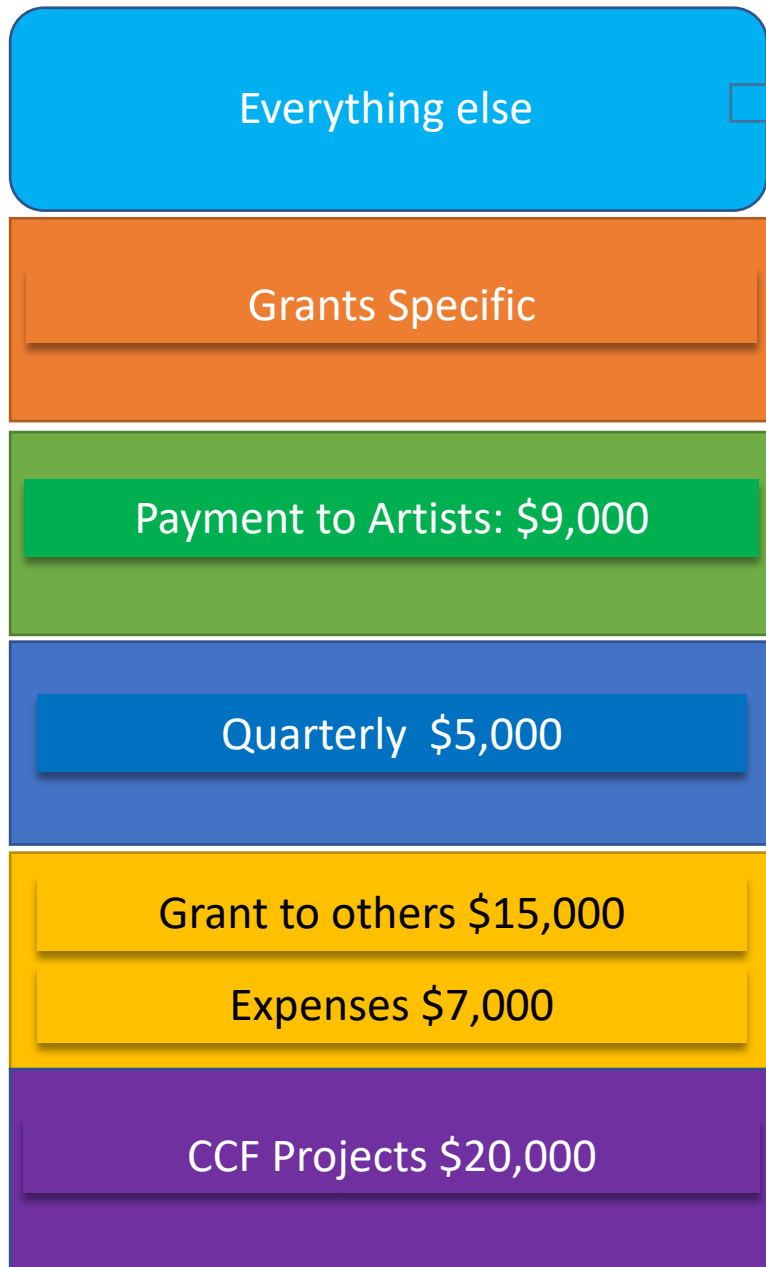 Everything else
Grants Specific
Payment to Artists: $9,000
Quarterly  $5,000
Grant to others $15,000
Expenses $7,000
CCF Projects $20,000